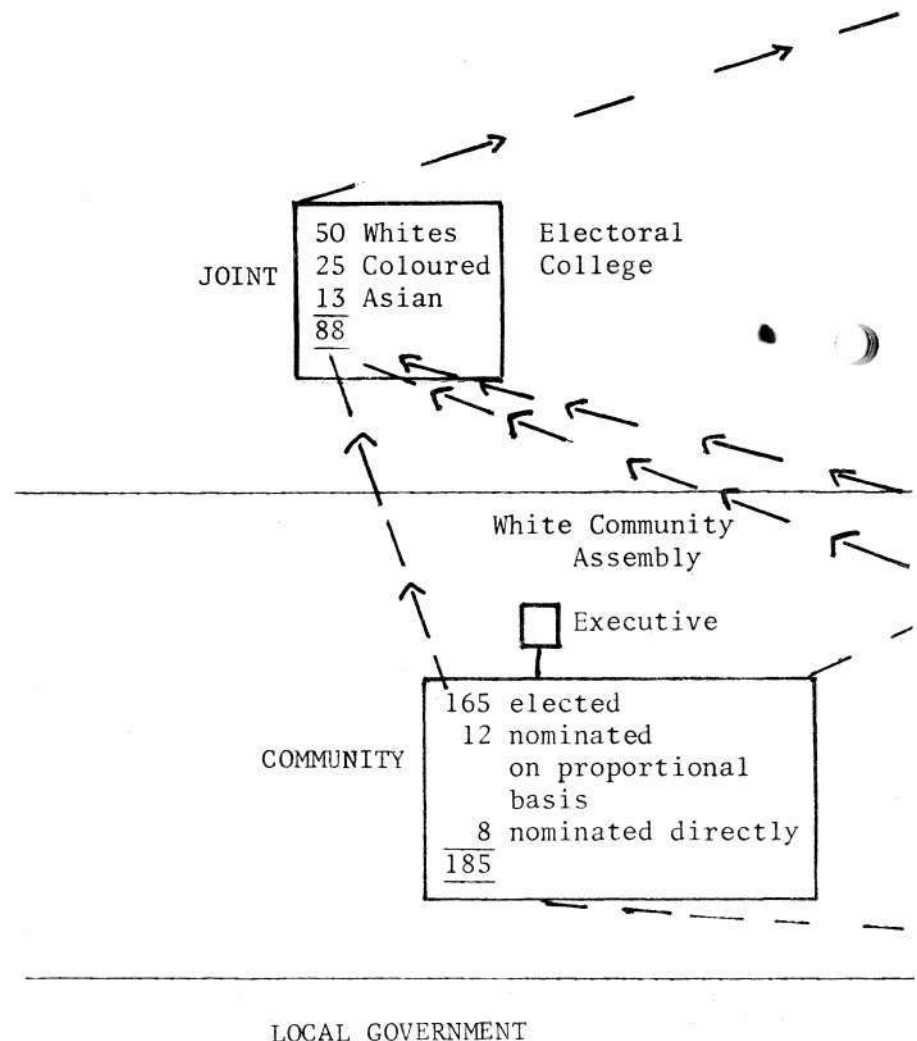 50 Whites
25 Coloured
13 Asian
88
JOINT
Electoral
College
White Community
Assembly
Executive
COMMUNITY
165 elected
12 nominated
on proportional
basis
8 nominated directly
185
LOCAL GOVERNMENT